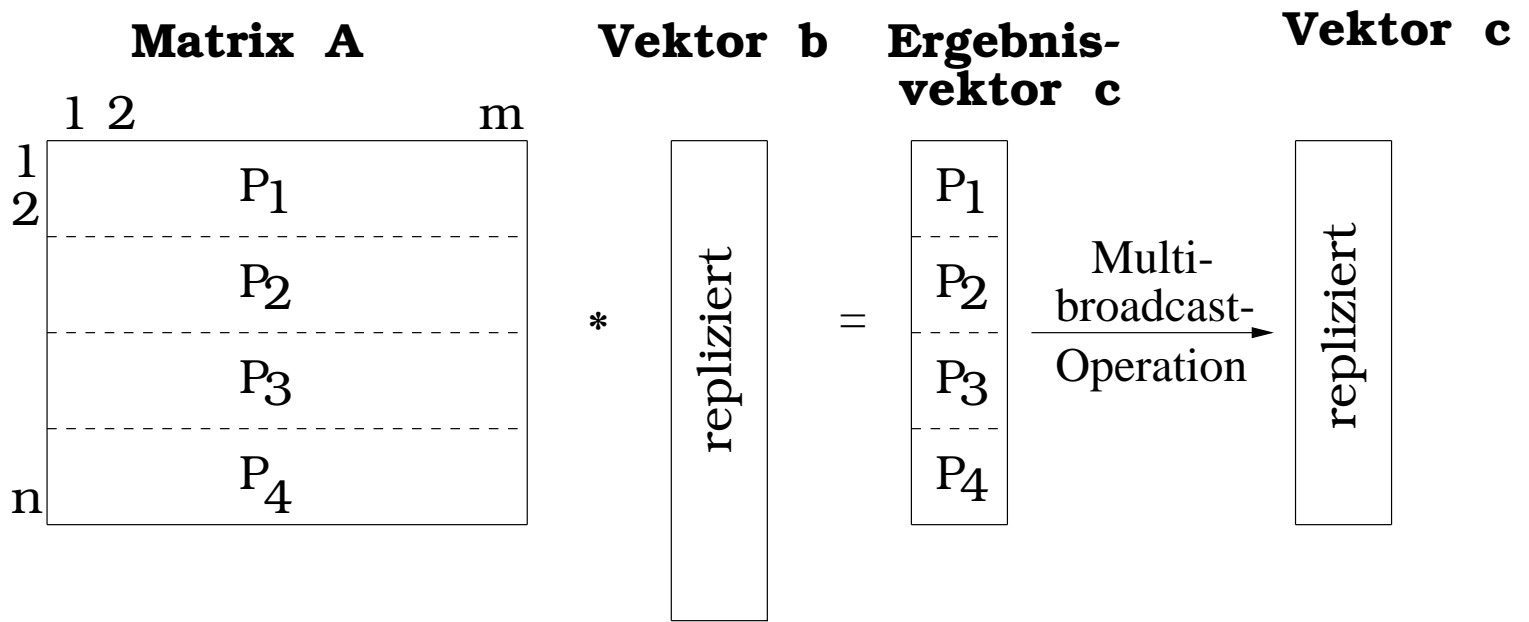 Matrix A
Vektor b
Ergebnis-
vektor c
Vektor c
1 2 m
1
2
n
P1
P2
P3
P4
*
repliziert
=
P1
P2
P3
P4
Multi-
broadcast-
Operation
repliziert